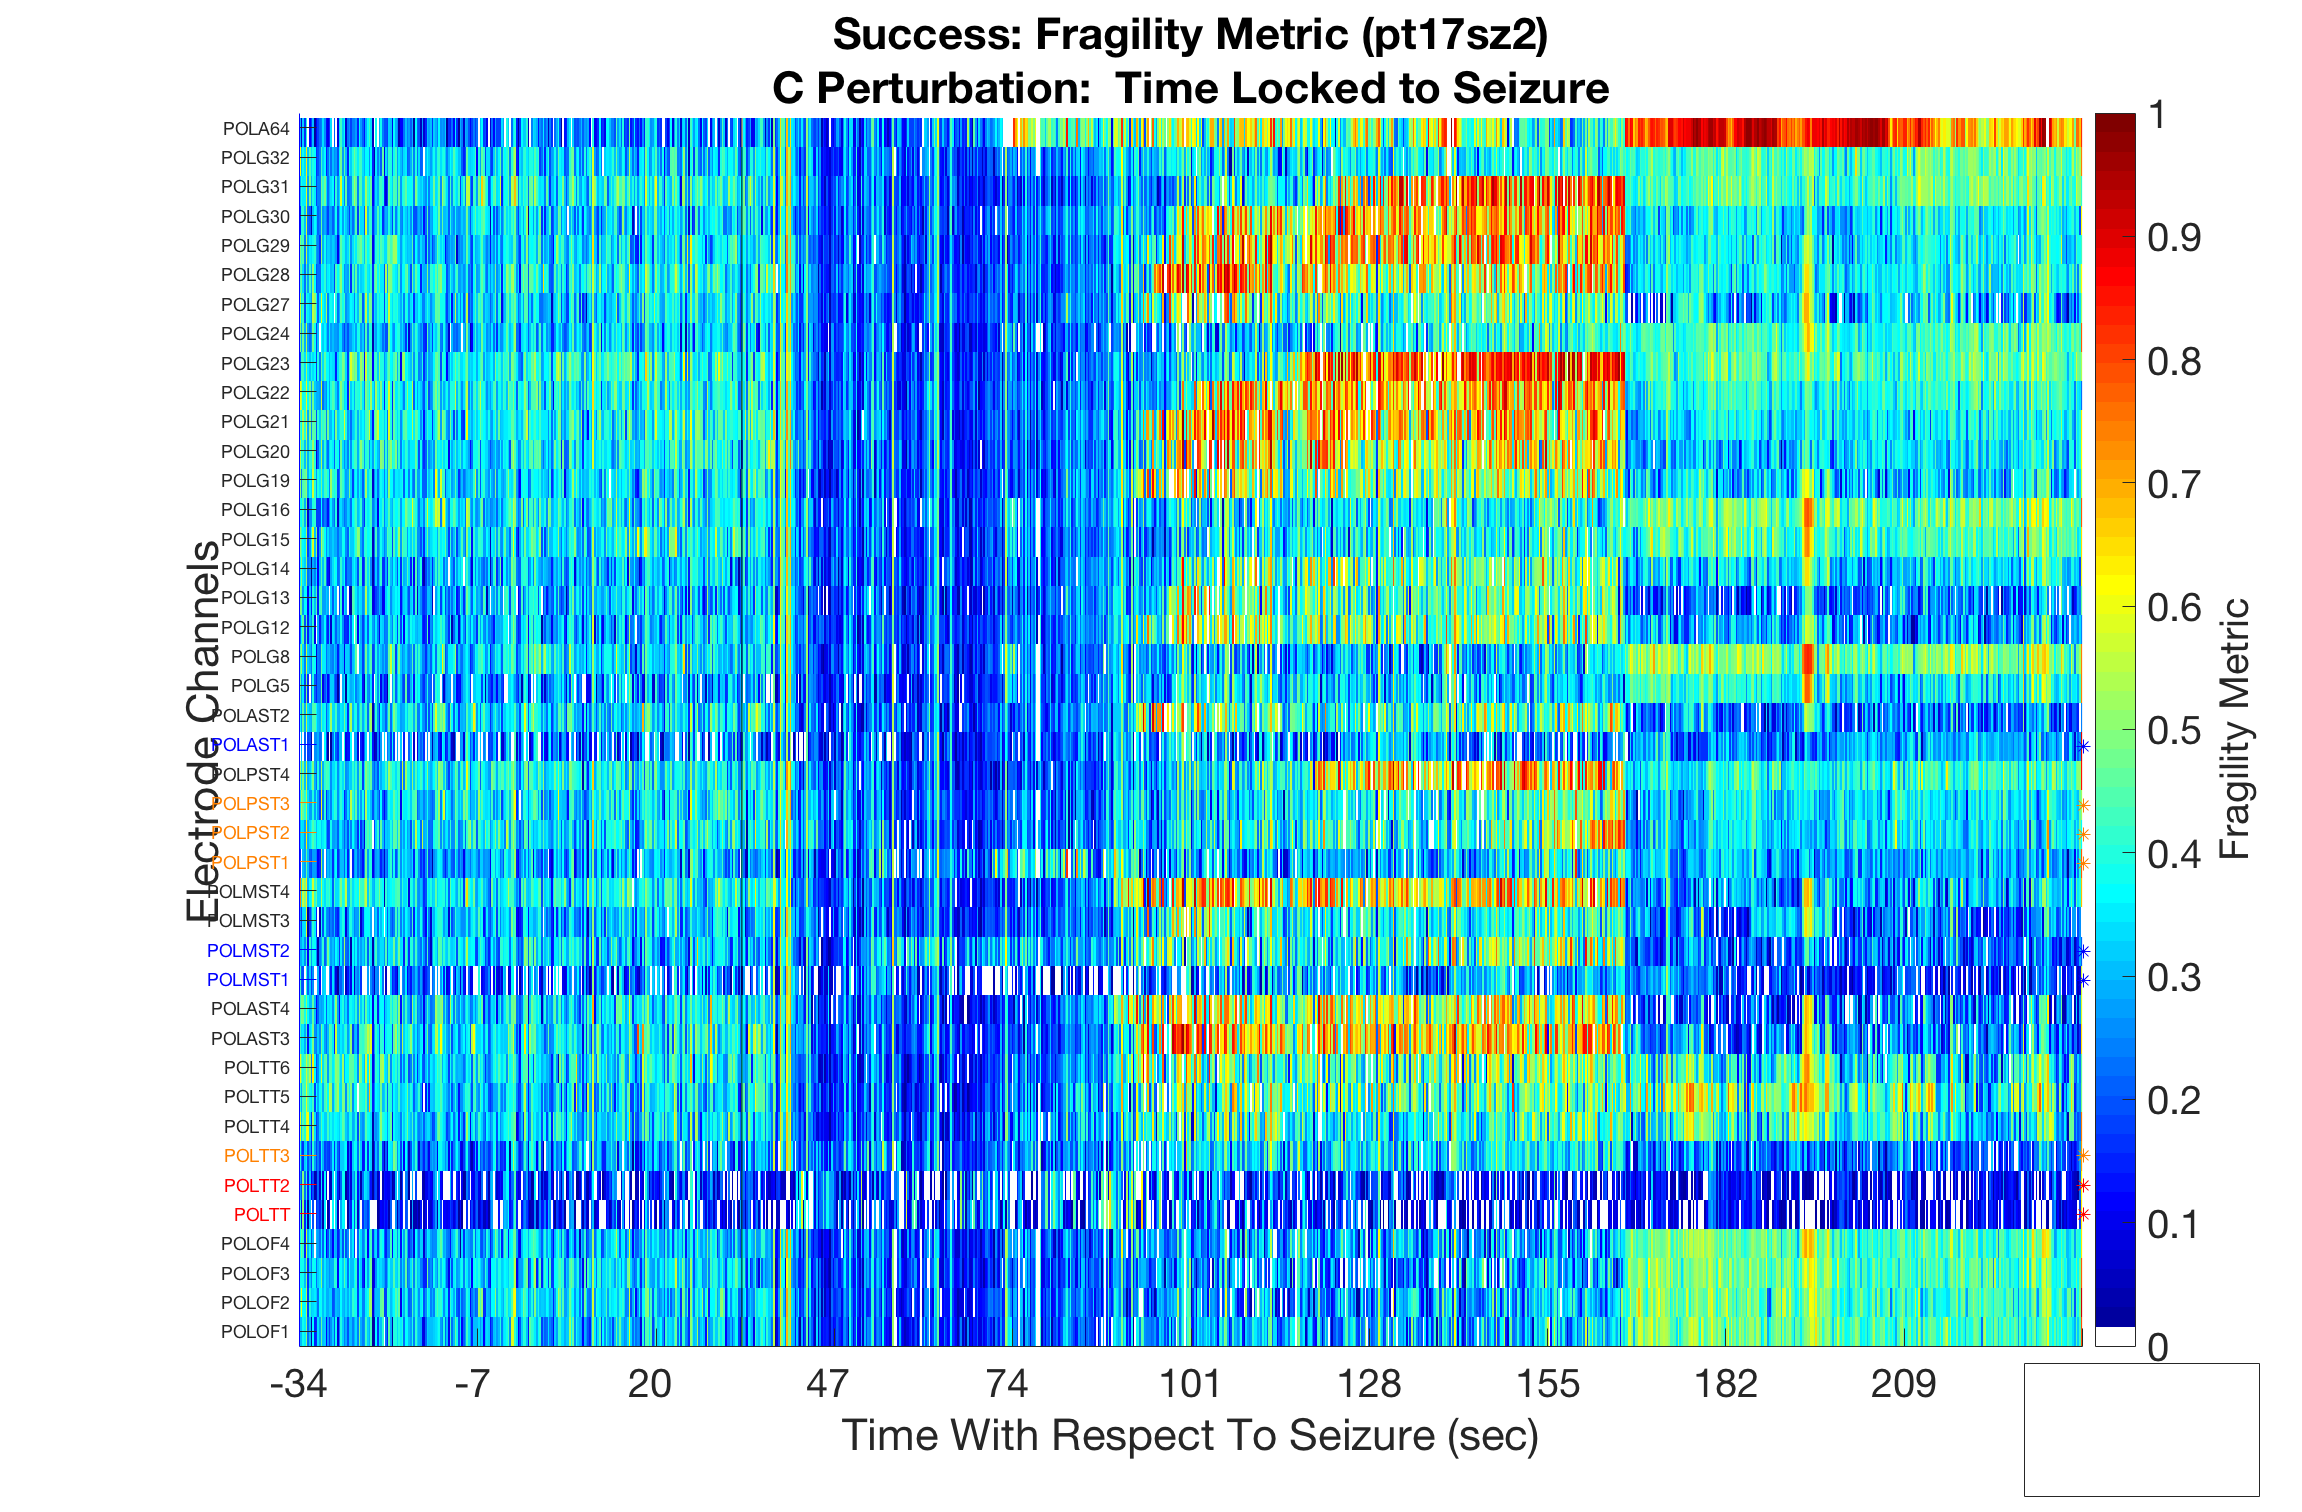 Success: Fragility Metric (pt17sz2)
C Perturbation:  Time Locked to Seizure
Electrode Channels
POLA64
POLG32
POLG31
POLG30
POLG29
POLG28
POLG27
POLG24
POLG23
POLG22
POLG21
POLG20
POLG19
POLG16
POLG15
POLG14
POLG13
POLG12
POLG8
POLG5
POLAST2
POLAST1
POLPST4
POLPST3
POLPST2
POLPST1
POLMST4
POLMST3
POLMST2
POLMST1
POLAST4
POLAST3
POLTT6
POLTT5
POLTT4
POLTT3
POLTT2
POLTT
POLOF4
POLOF3
POLOF2
POLOF1
-34 -7 20 47 74 101 128 155 182 209
Time With Respect To Seizure (sec)
1
0.9
0.8
0.7
0.6
0.5
0.4
0.3
0.2
0.1
0
Fragility Metric